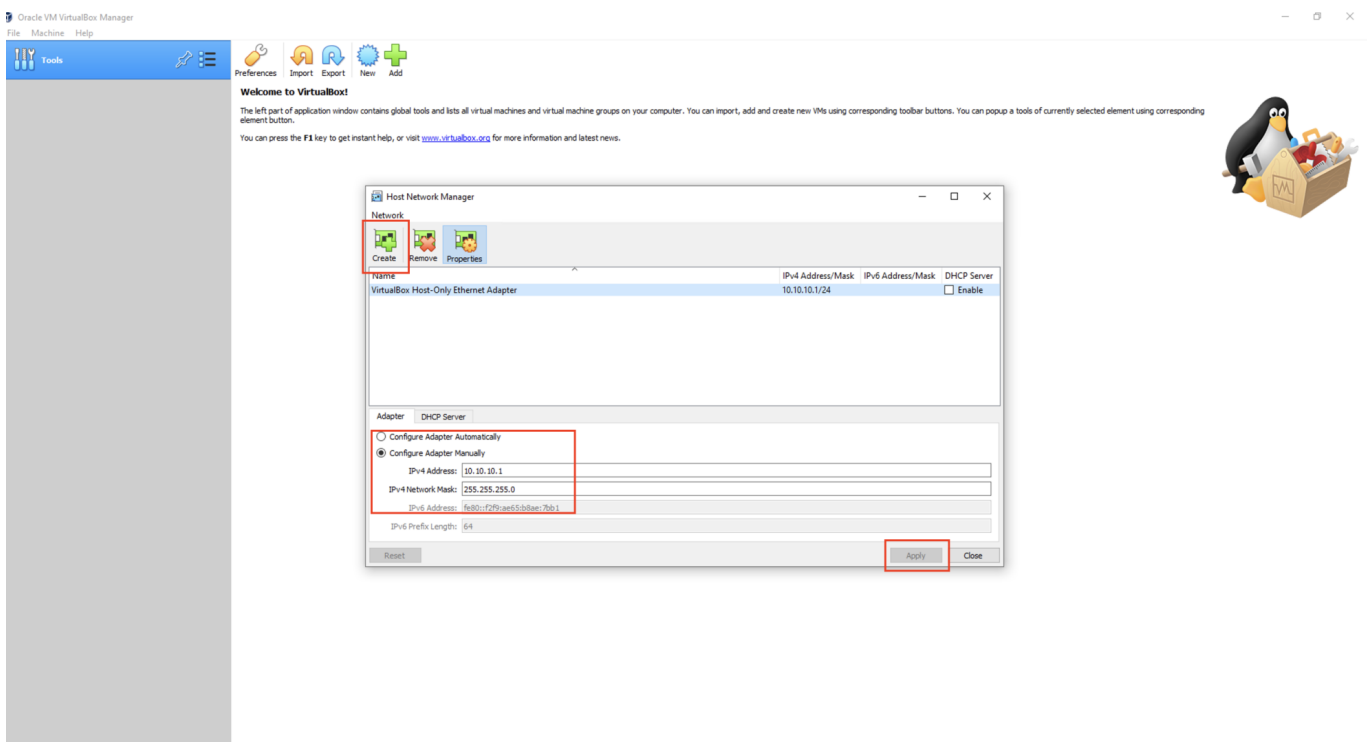 Oracle VM VirtualBox Manager
File Machine Help
Tools
Preferences Import Export New Add
Welcome to VirtualBox!
The left part of application window contains global tools and lists all virtual machines and virtual machine groups on your computer. You can import, add and create new VMs using corresponding toolbar buttons. You can popup a tools of currently selected element using corresponding
element button.
You can press the F1 key to get instant help, or visit www.virtualbox.org for more information and latest news.
Host Network Manager
Network
Create Remove Properties
Name IPv4 Address/Mask IPv6 Address/Mask DHCP Server
VirtualBox Host-Only Ethernet Adapter 10.10.10.1/24 Enable
Adapter DHCP Server
Configure Adapter Automatically
Configure Adapter Manually
IPv4 Address: 10.10.10.1
IPv4 Network Mask: 255.255.255.0
IPv6 Address: fe80::f2f9:ae65:b8ae:7bb1
IPv6 Prefix Length: 64
Reset Apply Close